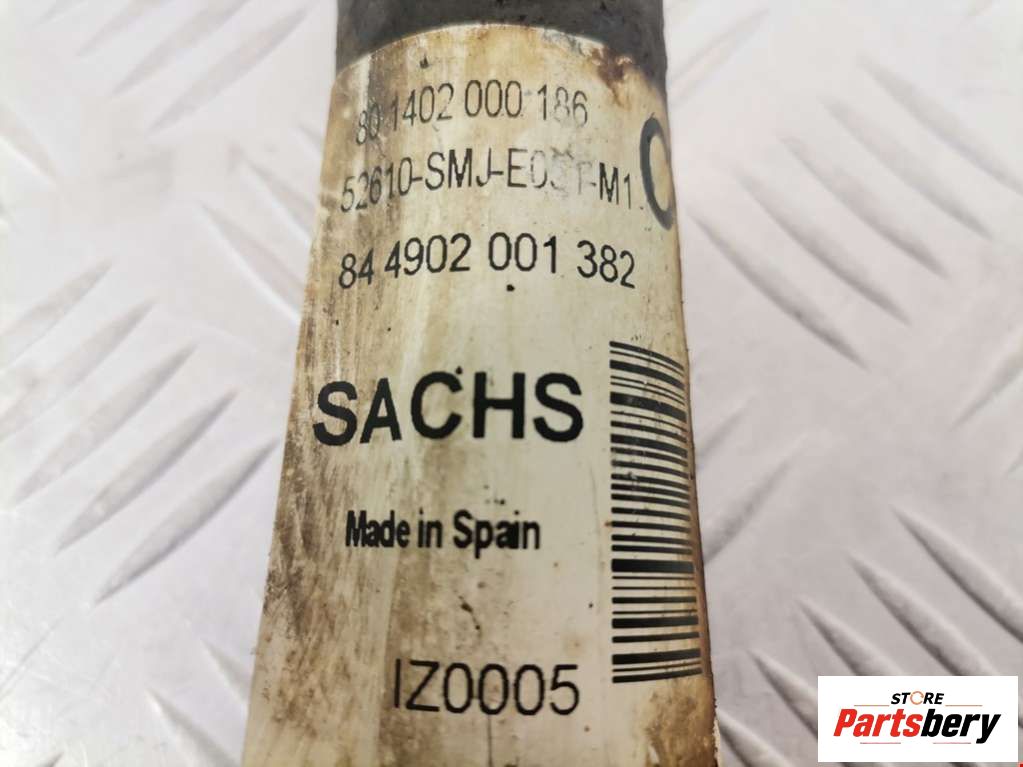 80 1402 000 186
84 4902 001 382
SACHS
Made in Spain
IZ0005
STORE
Partsbery